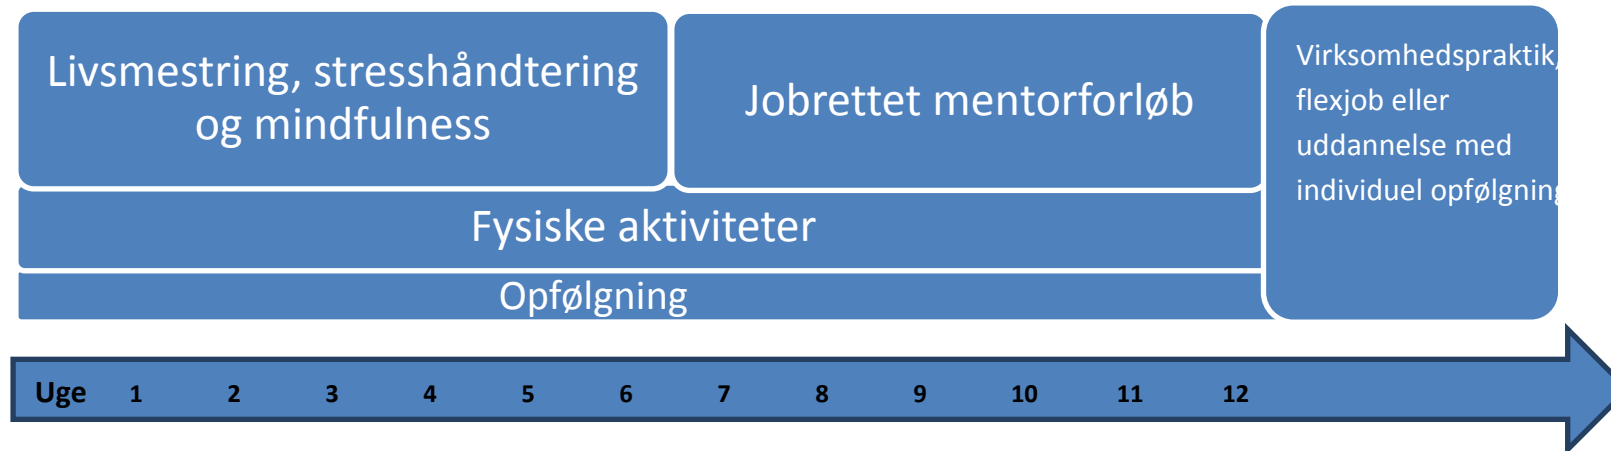 Livsmestring, stresshåndtering
og mindfulness
Jobrettet mentorforløb
Virksomhedspraktik,
flexjob eller
uddannelse med
individuel opfølgning
Fysiske aktiviteter
Opfølgning
Uge 1 2 3 4 5 6 7 8 9 10 11 12